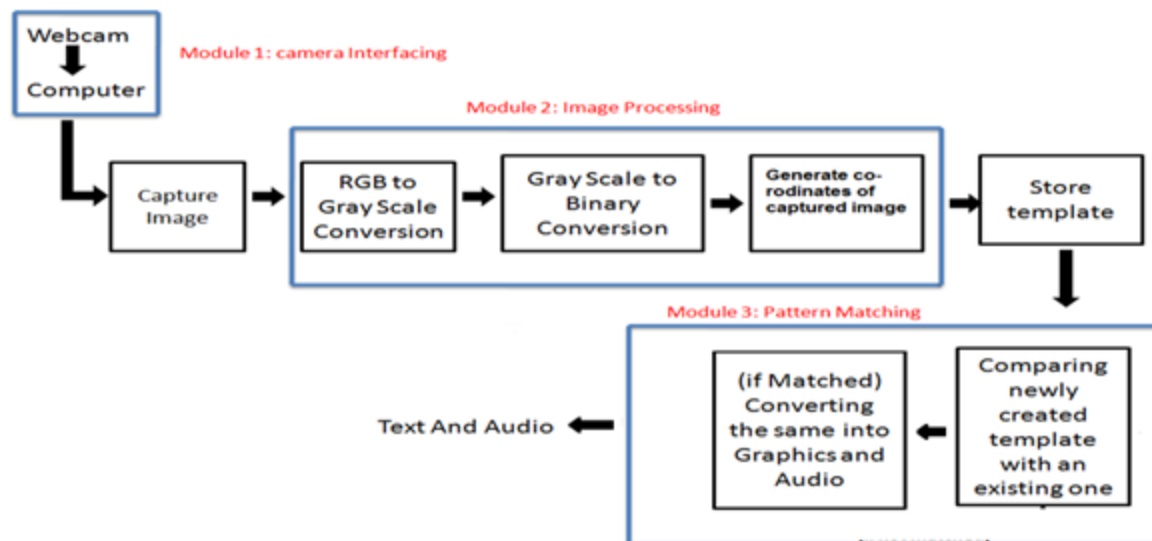 Webcam
Computer
Module 1: camera Interfacing
Module 2: Image Processing
Capture
Image
RGB to
Gray Scale
Conversion
Gray Scale to
Binary
Conversion
Generate co-
rodinates of
captured image
Store
template
Module 3: Pattern Matching
Comparing
newly
created
template
with an
existing one
(if Matched)
Converting
the same into
Graphics and
Audio
Text And Audio